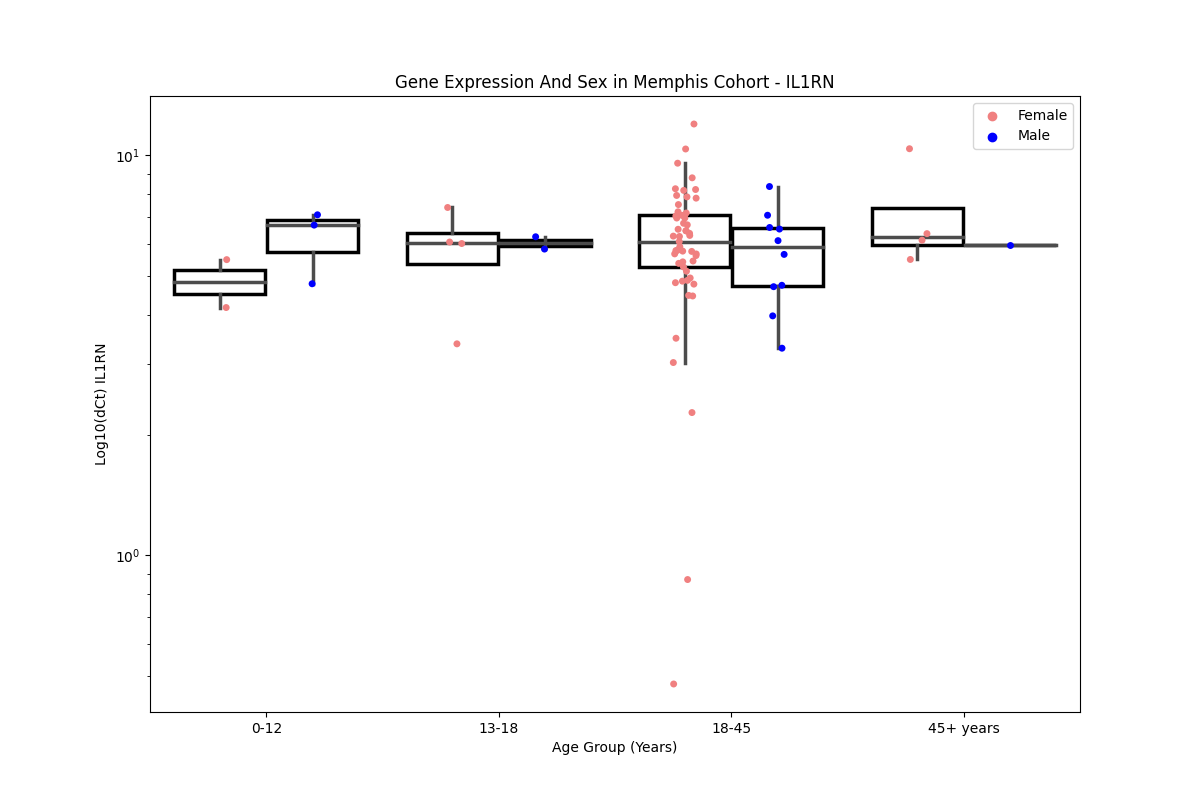 Gene Expression And Sex in Memphis Cohort - IL1RN
Female
Male
10¹
10⁰
Log10(dCt) IL1RN
0-12
13-18
18-45
45+ years
Age Group (Years)